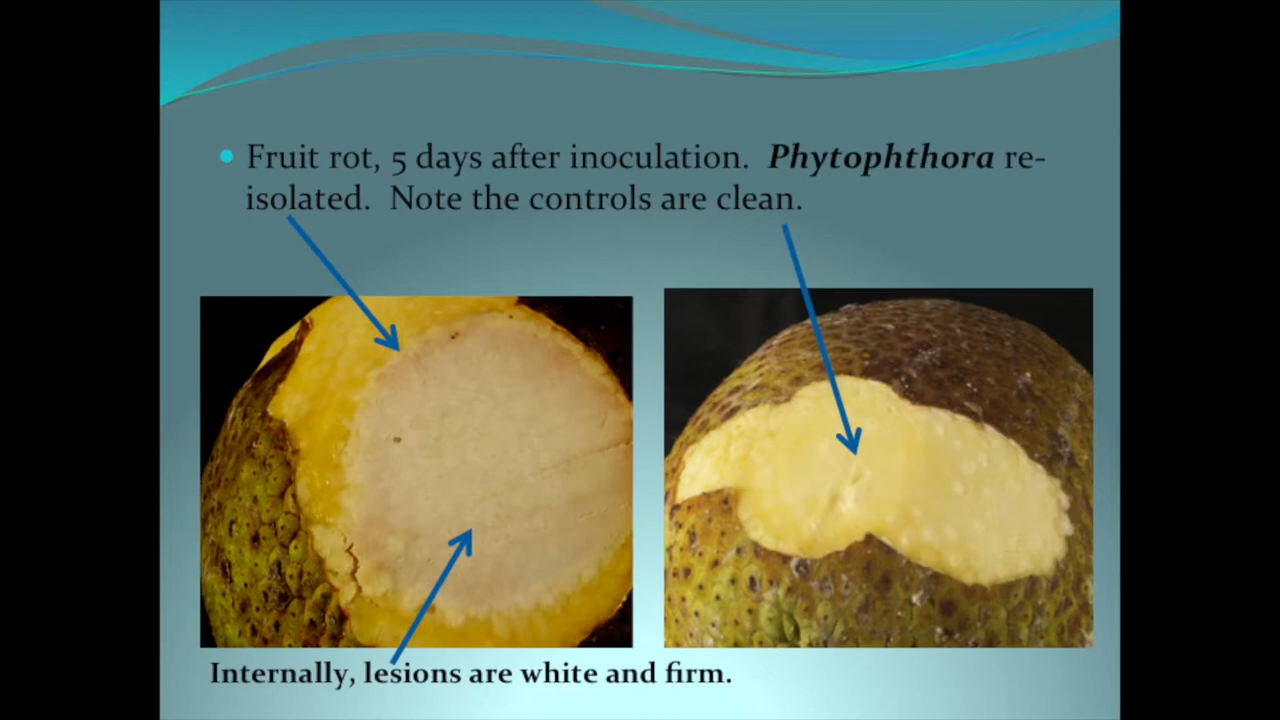 Fruit rot, 5 days after inoculation. Phytophthora re-
isolated. Note the controls are clean.
Internally, lesions are white and firm.